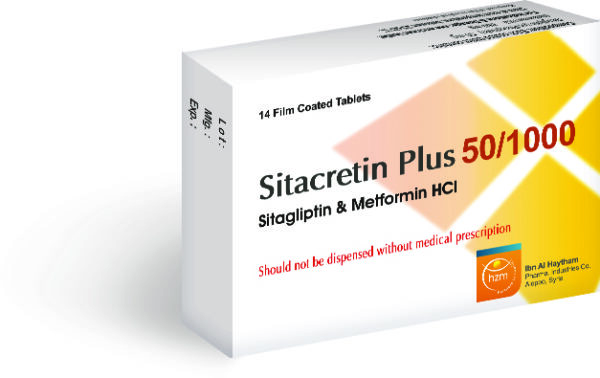 14 Film Coated Tablets
Sitacretin Plus 50/1000
Sitagliptin & Metformin HCl
Should not be dispensed without medical prescription
hzm
Ibn Al Haytham
Pharma. Industries Co.
Aleppo, Syria
Lot:
Mfg.:
Exp.: